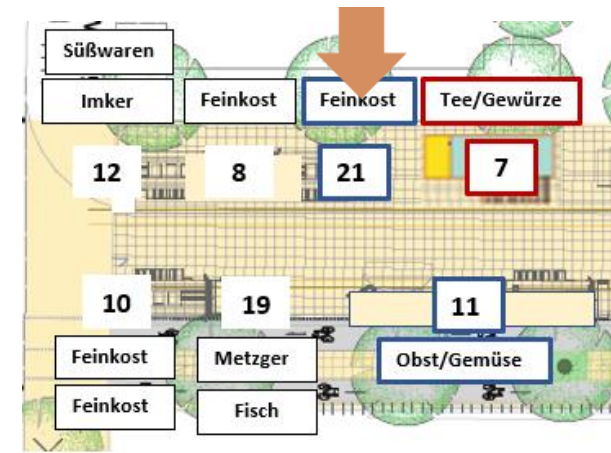 Süßwaren
Imker Feinkost Feinkost Tee/Gewürze
12 8 21 7
10 19 11
Feinkost Metzger Obst/Gemüse
Feinkost Fisch